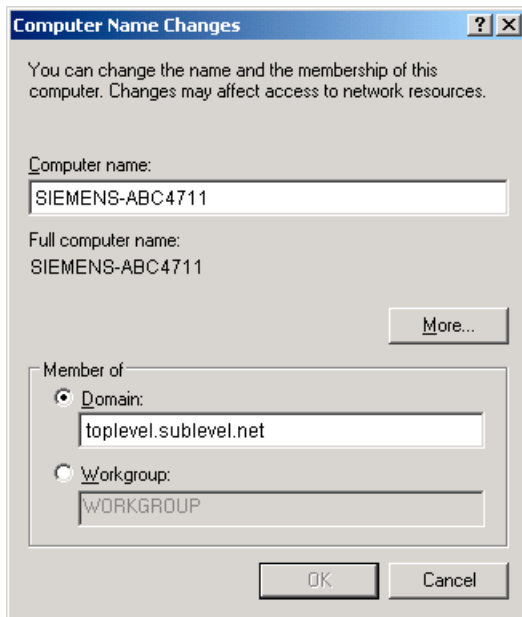 Computer Name Changes
You can change the name and the membership of this
computer. Changes may affect access to network resources.
Computer name:
SIEMENS-ABC4711
Full computer name:
SIEMENS-ABC4711
More...
Member of
Domain:
toplevel.sublevel.net
Workgroup:
WORKGROUP
OK
Cancel